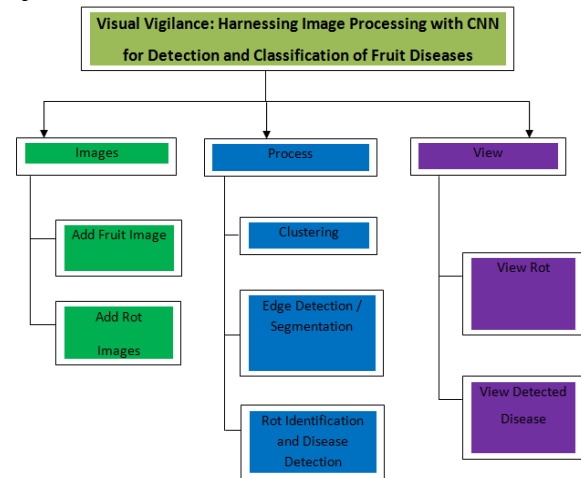 Visual Vigilance: Harnessing Image Processing with CNN
for Detection and Classification of Fruit Diseases
Images
Process
View
Add Fruit Image
Add Rot
Images
Clustering
Edge Detection /
Segmentation
Rot Identification
and Disease
Detection
View Rot
View Detected
Disease